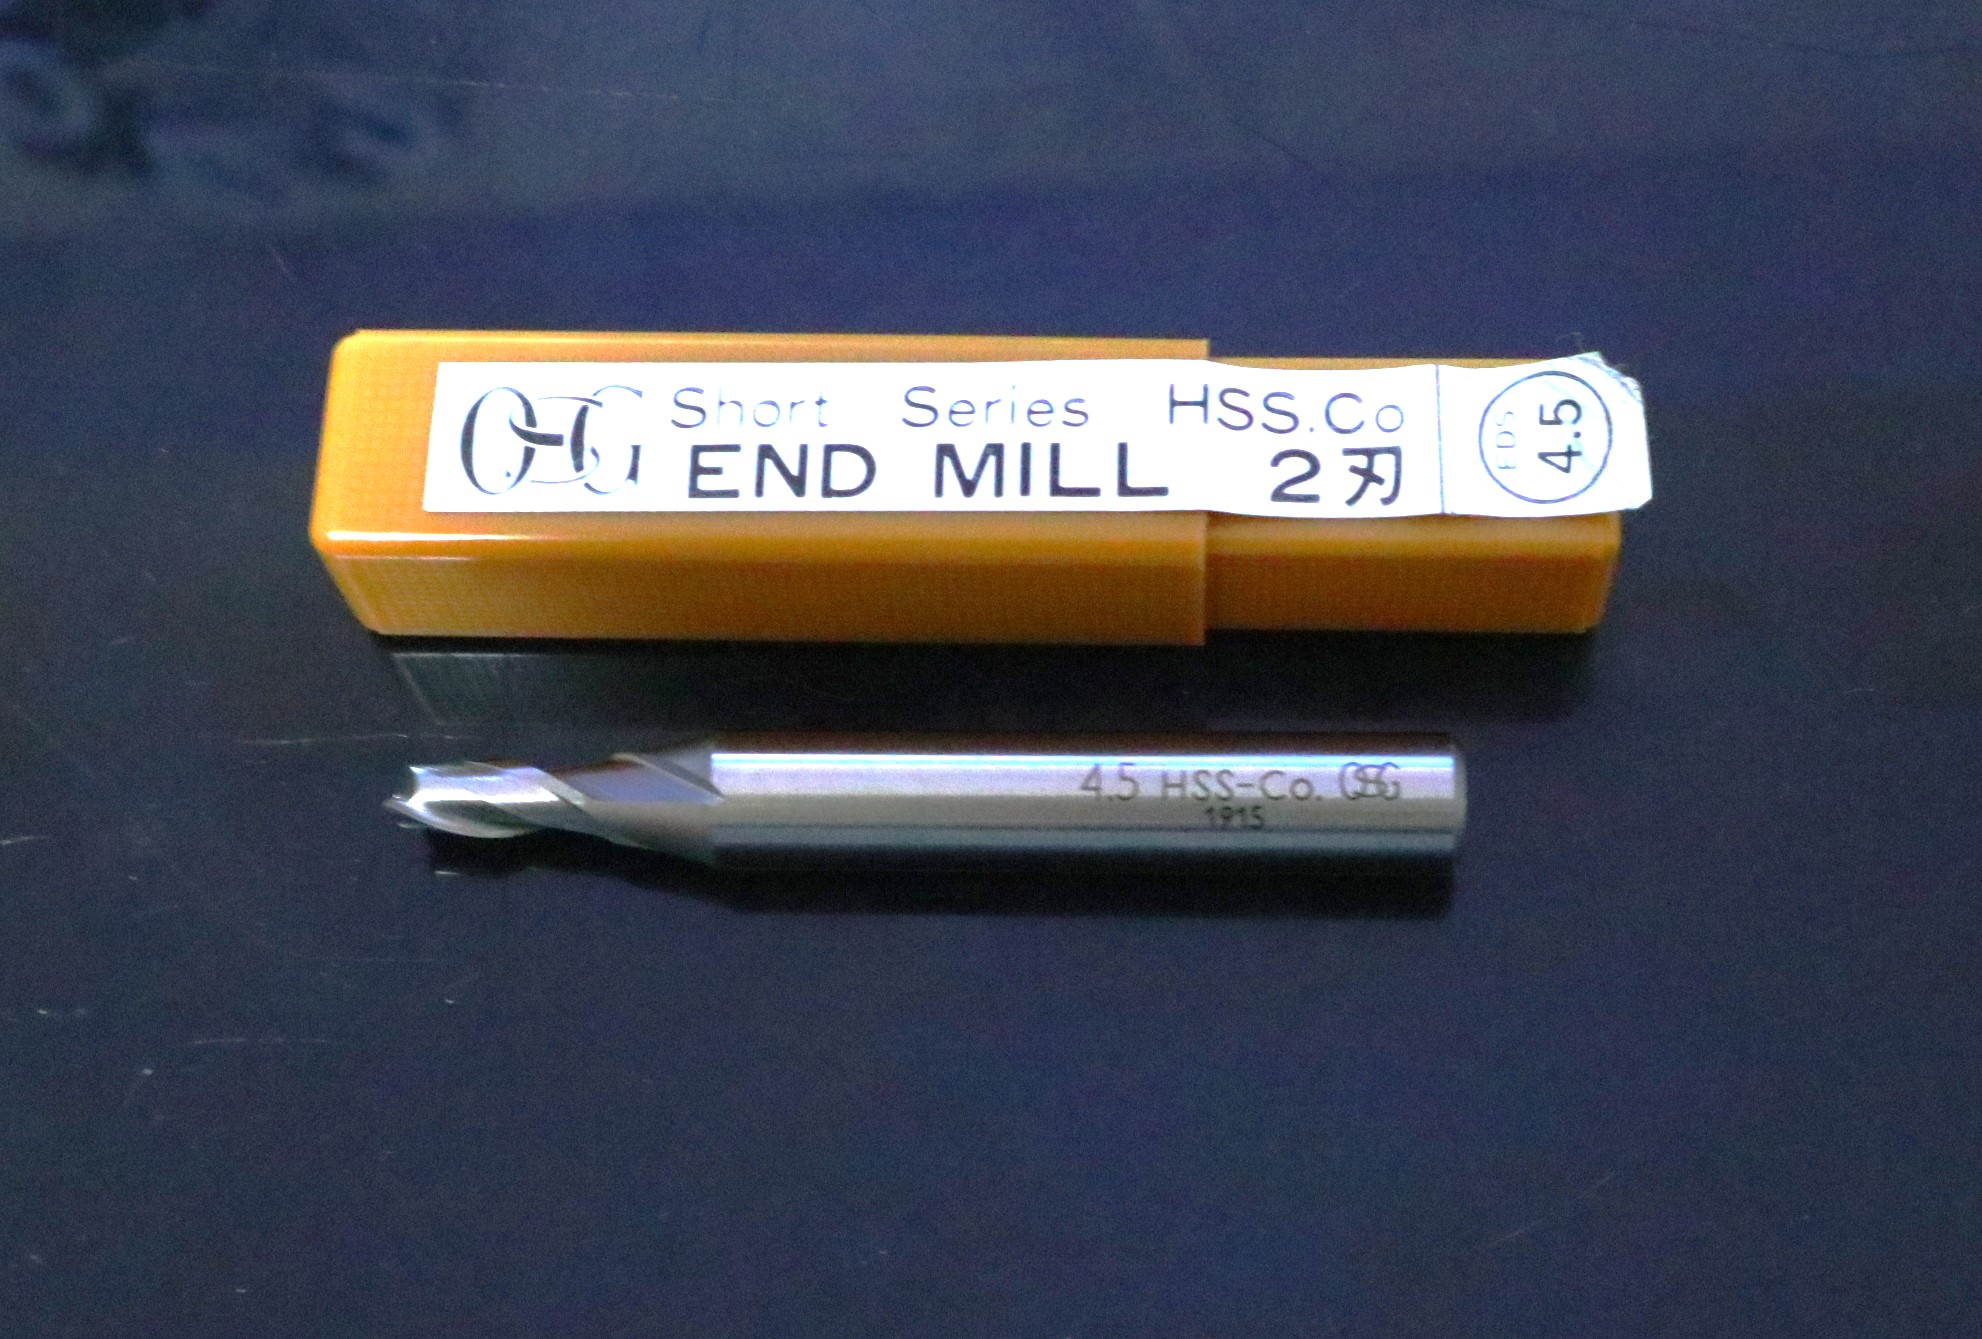 OSG Short Series HSS.Co
END MILL 2刃
EDS
4.5
4.5 HSS-Co. OSG
1915